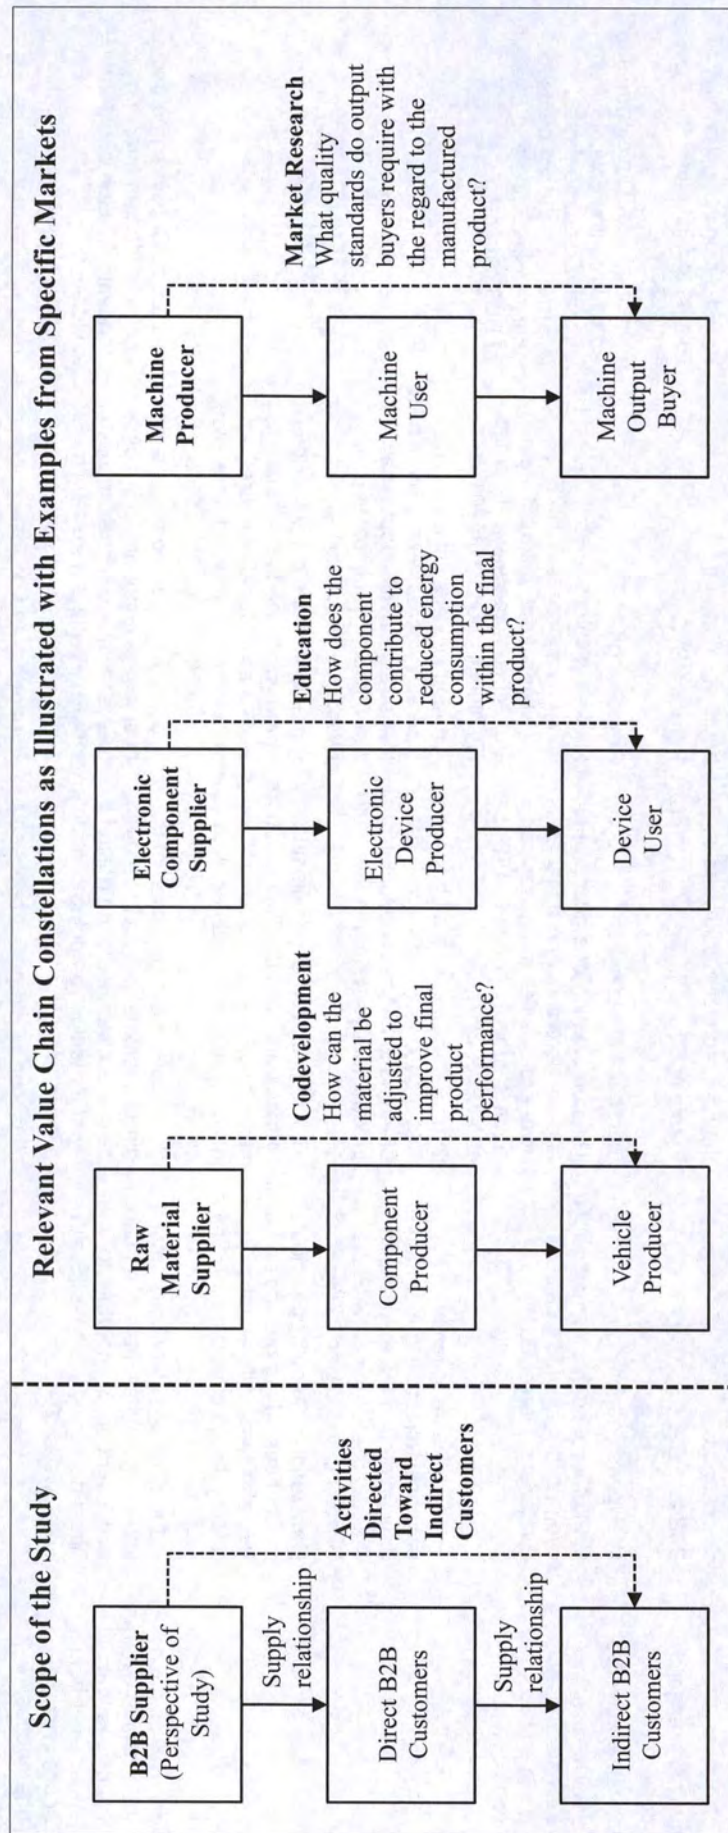 Scope of the Study
B2B Supplier
(Perspective of
Study)
Supply
relationship
Direct B2B
Customers
Supply
relationship
Indirect B2B
Customers
Activities
Directed
Toward
Indirect
Customers
Relevant Value Chain Constellations as Illustrated with Examples from Specific Markets
Raw
Material
Supplier
Component
Producer
Vehicle
Producer
Codevelopment
How can the
material be
adjusted to
improve final
product
performance?
Electronic
Component
Supplier
Electronic
Device
Producer
Device
User
Education
How does the
component
contribute to
reduced energy
consumption
within the final
product?
Machine
Producer
Machine
User
Machine
Output
Buyer
Market Research
What quality
standards do output
buyers require with
the regard to the
manufactured
product?